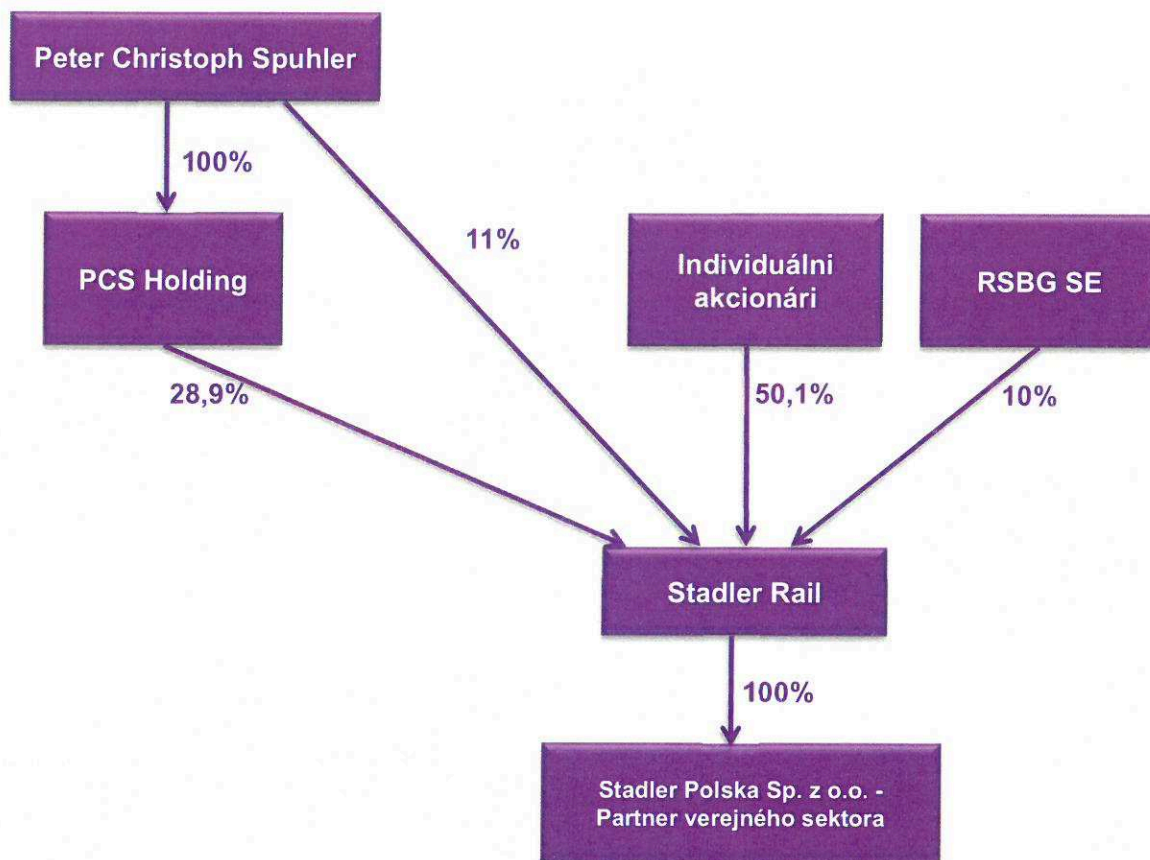 Peter Christoph Spuhler
100%
11%
PCS Holding
Individuálni
akcionári
RSBG SE
28,9%
50,1%
10%
Stadler Rail
100%
Stadler Polska Sp. z o.o. -
Partner verejného sektora